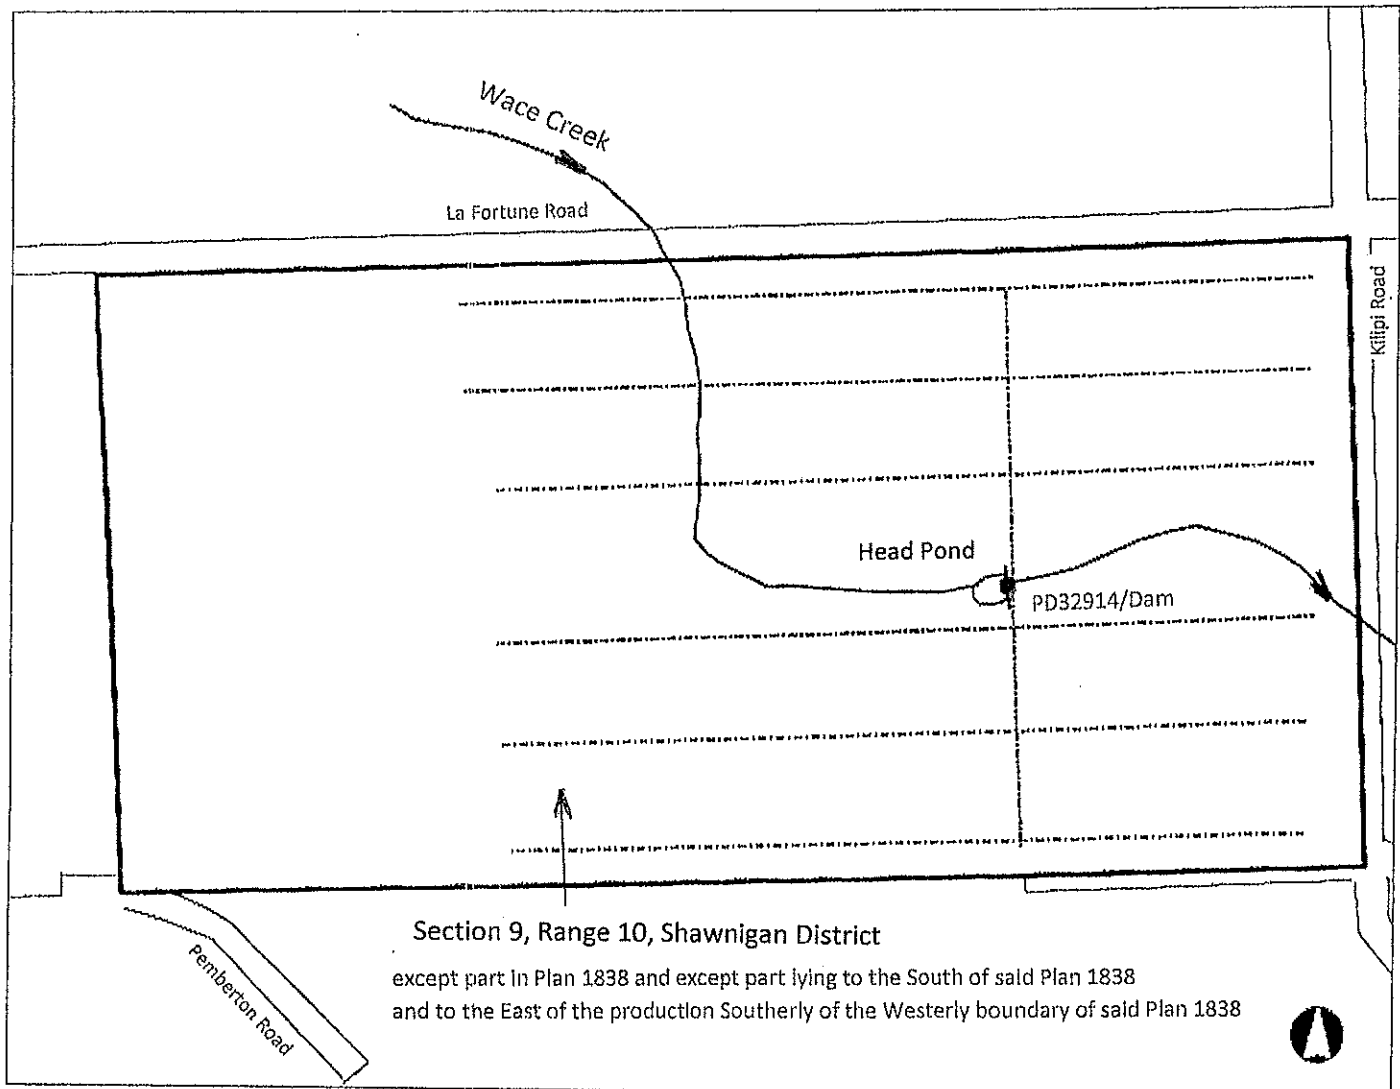 Wace Creek
La Fortune Road
Kilipi Road
Head Pond
PD32914/Dam
Section 9, Range 10, Shawnigan District
except part in Plan 1838 and except part lying to the South of said Plan 1838
and to the East of the production Southerly of the Westerly boundary of said Plan 1838
Pemberton Road